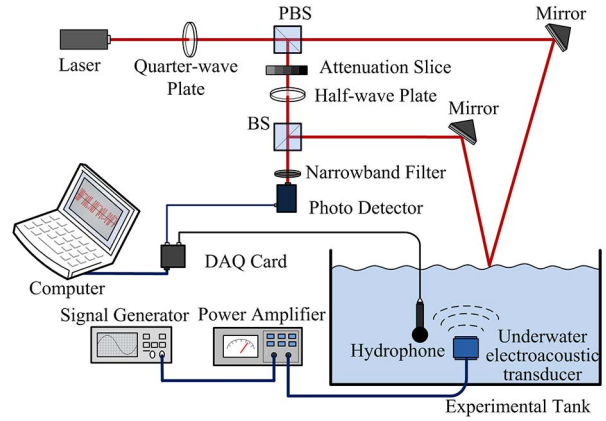 PBS
Mirror
Laser
Quarter-wave
Plate
Attenuation Slice
Half-wave Plate
Mirror
BS
Narrowband Filter
Photo Detector
DAQ Card
Computer
Signal Generator
Power Amplifier
Hydrophone
Underwater
electroacoustic
transducer
Experimental Tank